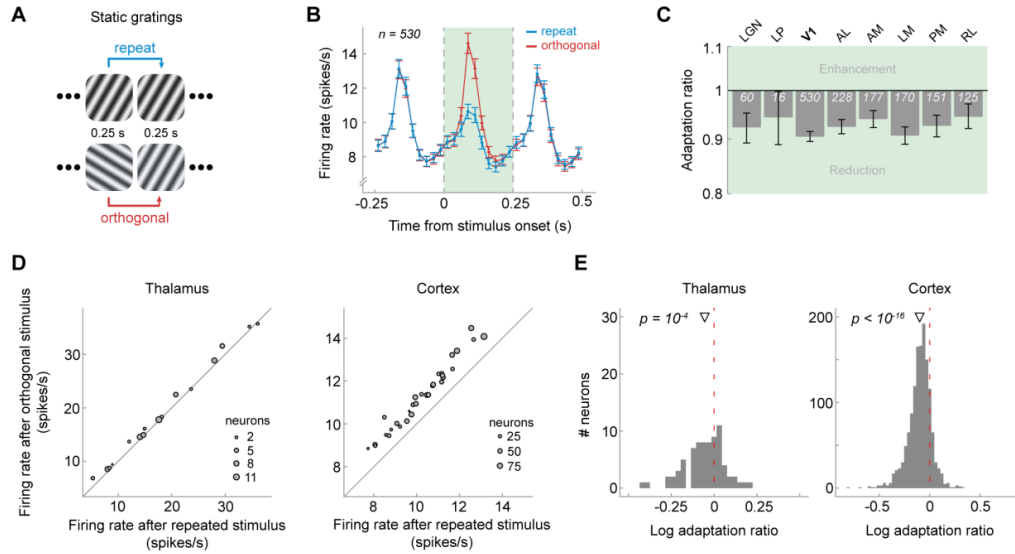 A
Static gratings
repeat
0.25 s 0.25 s
orthogonal
B
n = 530
repeat
orthogonal
Firing rate (spikes/s)
14
12
10
8
-0.25 0 0.25 0.5
Time from stimulus onset (s)
C
LGN LP V1 AL AM LM PM RL
Adaptation ratio
1.1
1
0.9
0.8
Enhancement
60 16 530 228 177 170 151 125
Reduction
D
Thalamus
Firing rate after orthogonal stimulus
(spikes/s)
30
20
10
neurons
2
5
8
11
10 20 30
Firing rate after repeated stimulus
(spikes/s)
Cortex
14
12
10
8
neurons
25
50
75
8 10 12 14
Firing rate after repeated stimulus
(spikes/s)
E
Thalamus
p = 10-4
# neurons
30
20
10
0
-0.25 0 0.25
Log adaptation ratio
Cortex
p < 10-16
200
100
0
-0.5 0 0.5
Log adaptation ratio